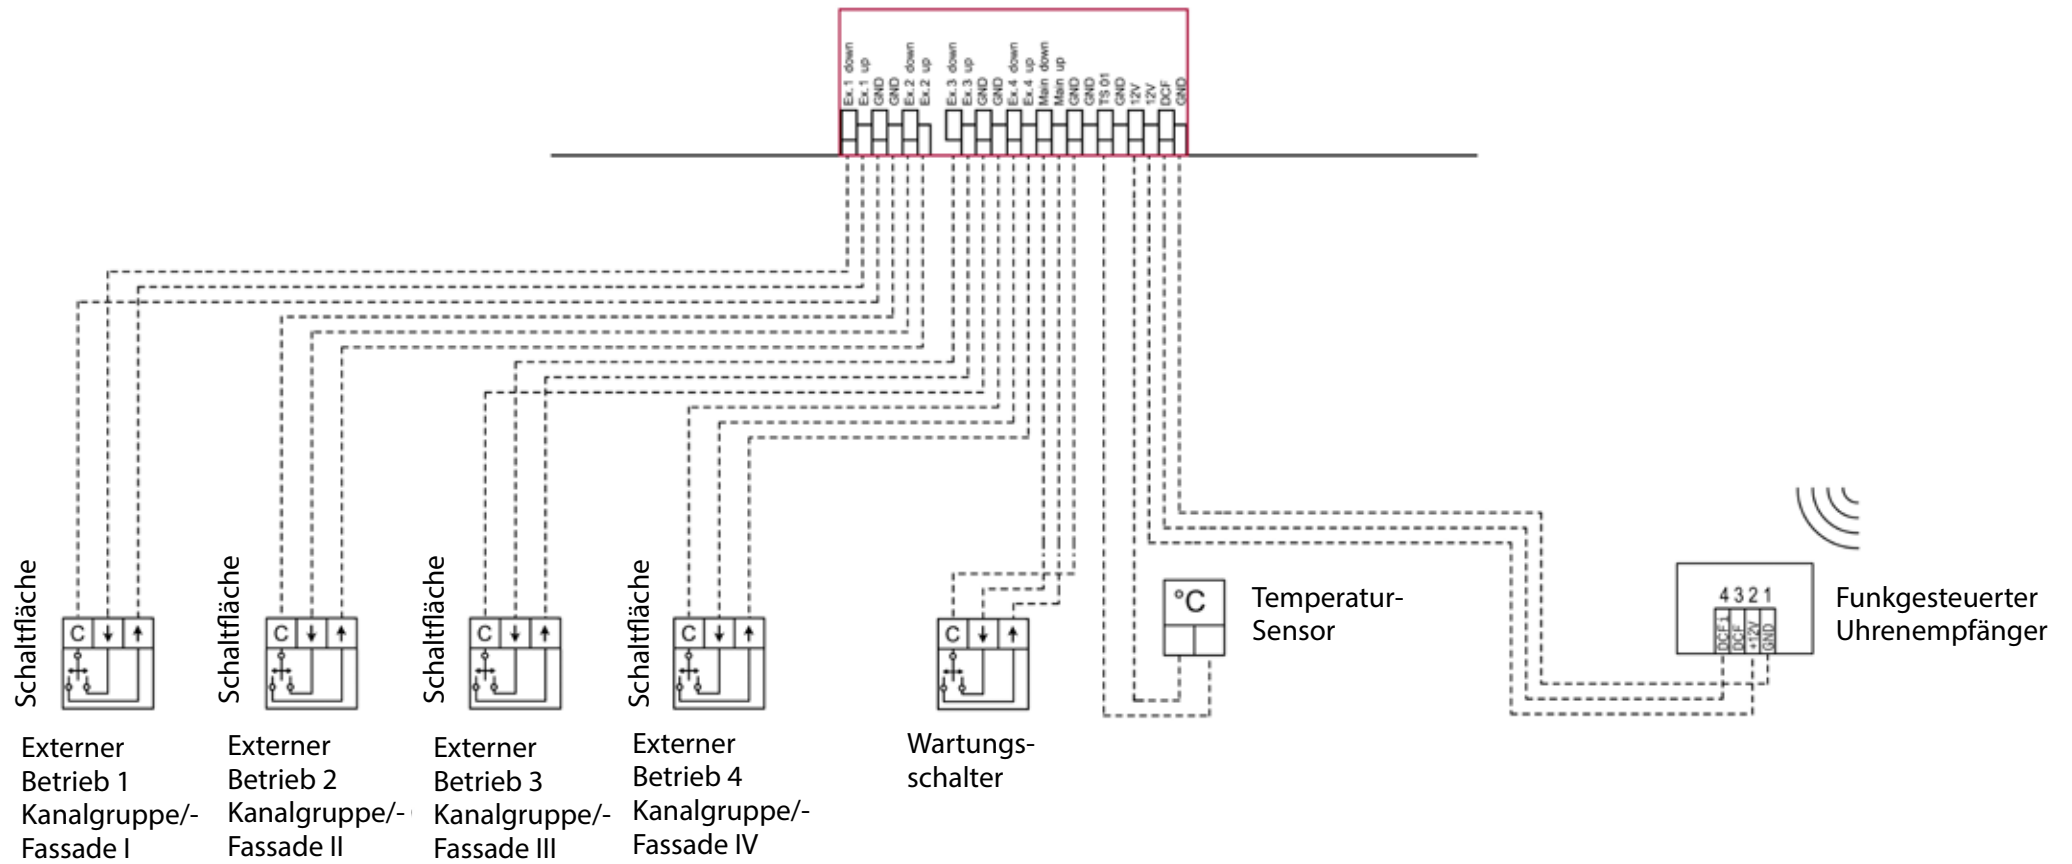 Ex.1 down
Ex.1 up
GND
GND
Ex.2 down
Ex.2 up
Ex.3 down
Ex.3 up
GND
GND
Ex.4 down
Ex.4 up
Main down
Main up
GND
GND
TS 01
GND
12V
12V
DCF
GND
Schaltfläche
C
Schaltfläche
C
Schaltfläche
C
Schaltfläche
C
C
°C
Temperatur-
Sensor
4 3 2 1
DCF i
DCF
+12V
GND
Funkgesteuerter
Uhrenempfänger
Externer
Betrieb 1
Kanalgruppe/-
Fassade I
Externer
Betrieb 2
Kanalgruppe/-
Fassade II
Externer
Betrieb 3
Kanalgruppe/-
Fassade III
Externer
Betrieb 4
Kanalgruppe/-
Fassade IV
Wartungs-
schalter